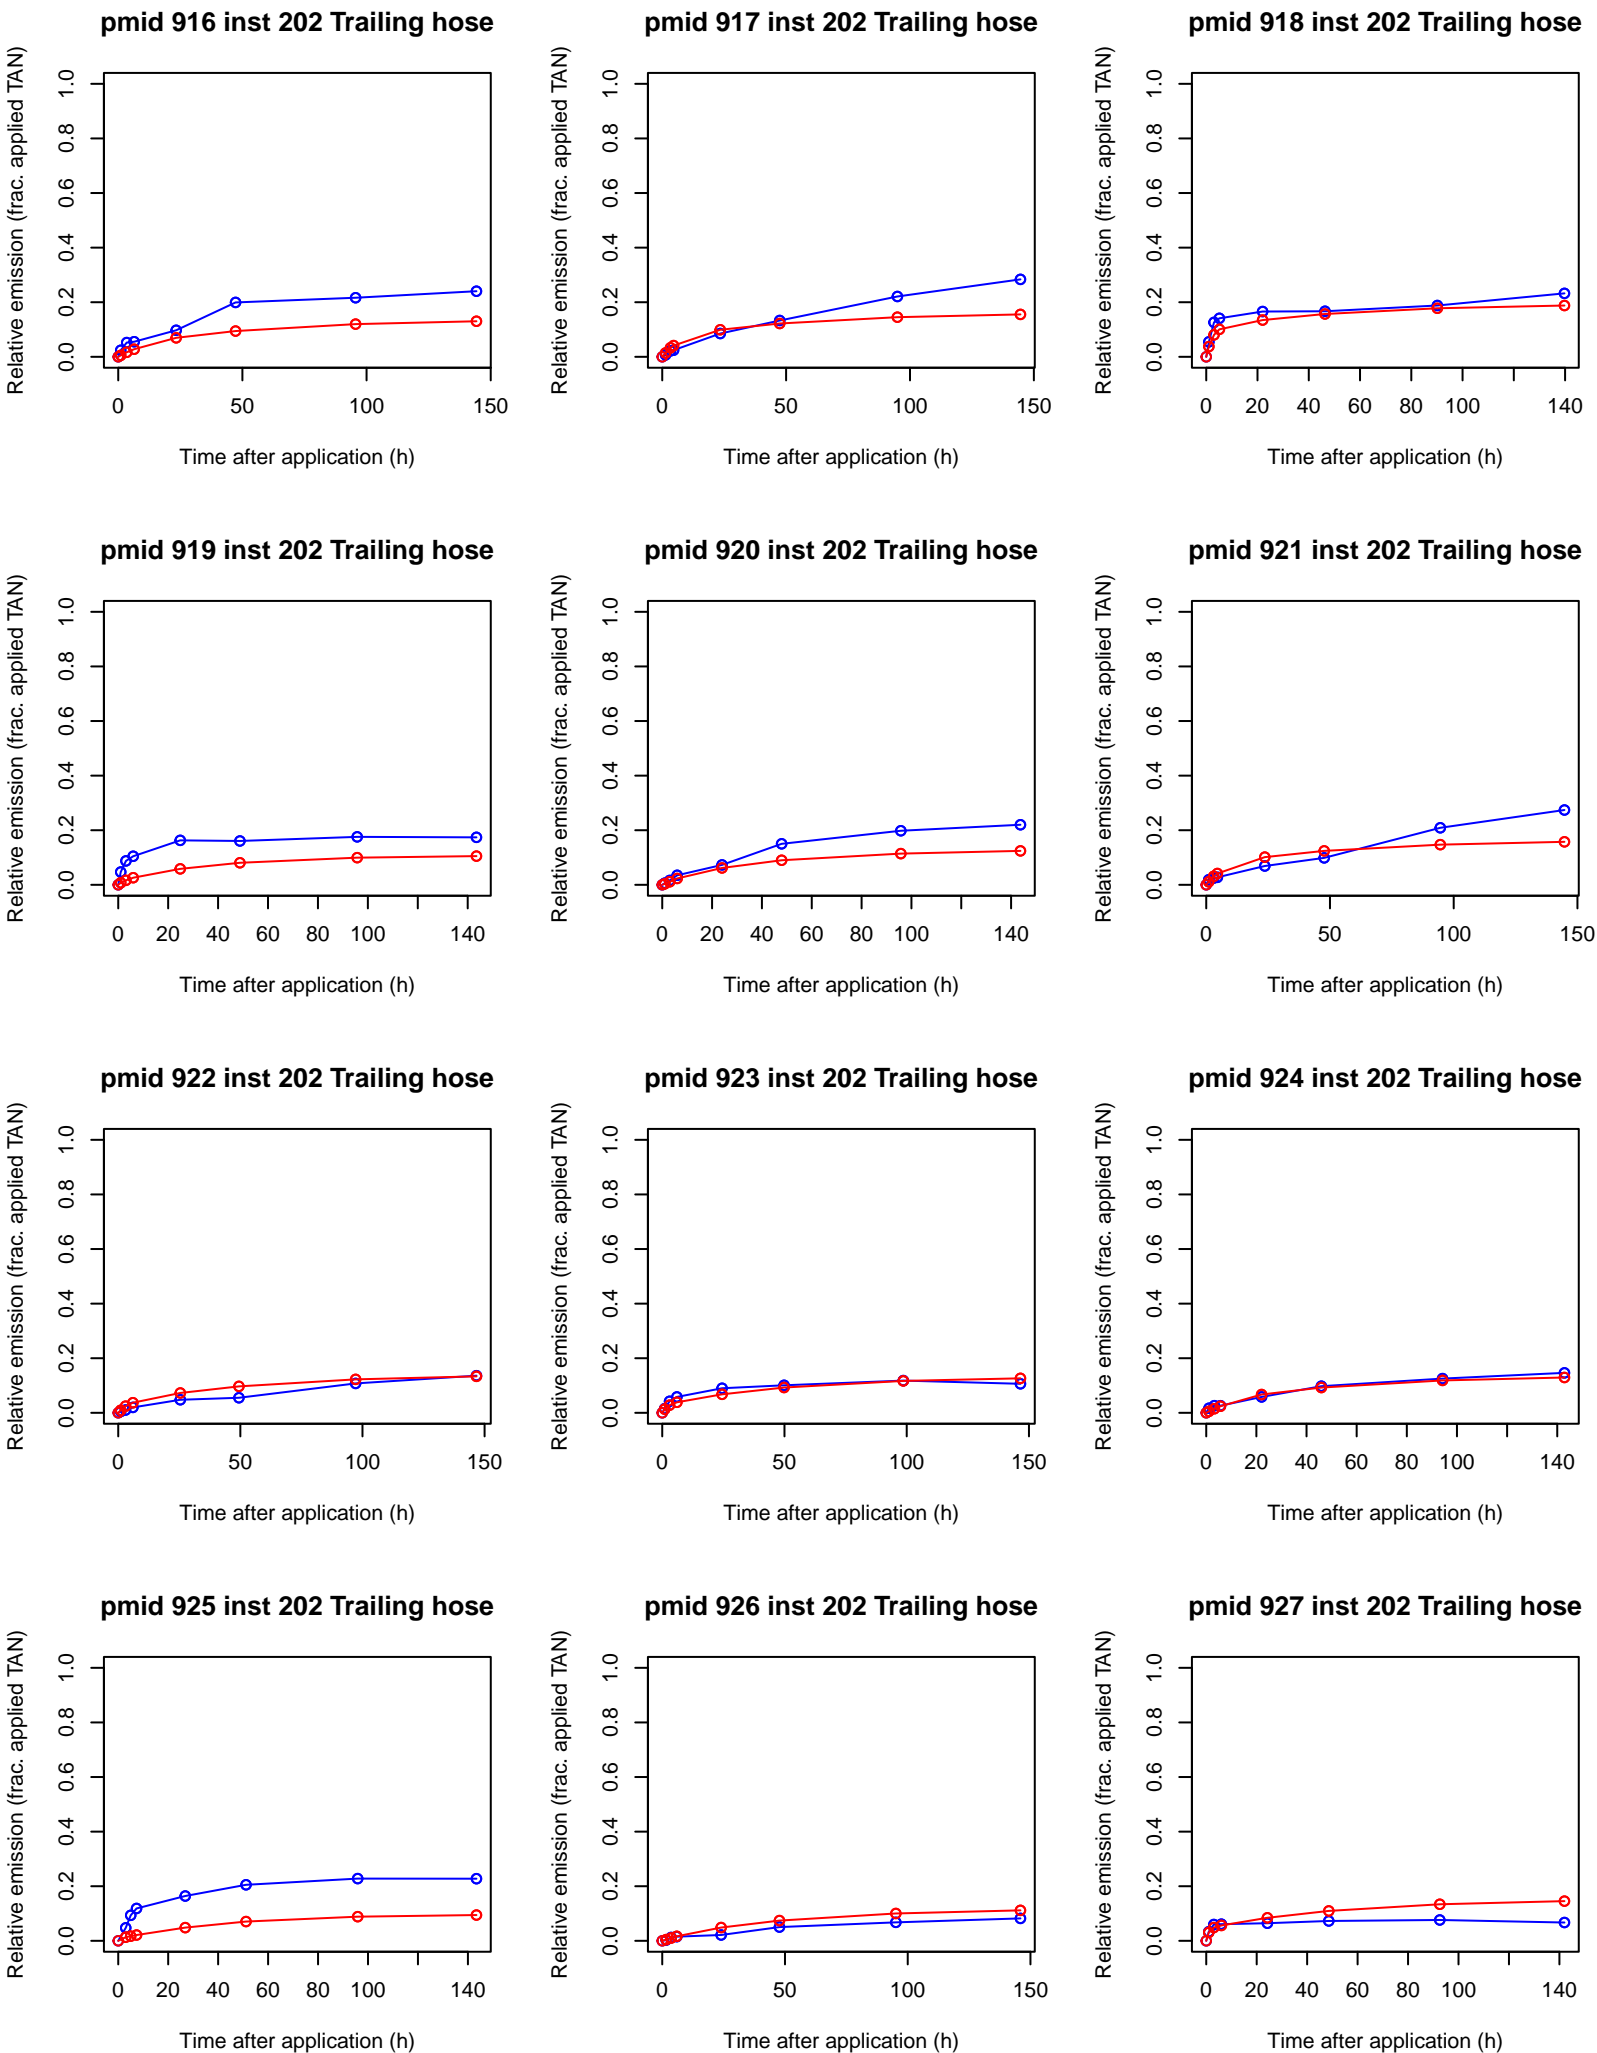 pmid 916 inst 202 Trailing hose
Relative emission (frac. applied TAN)
0.0 0.2 0.4 0.6 0.8 1.0
0 50 100 150
Time after application (h)
pmid 917 inst 202 Trailing hose
Relative emission (frac. applied TAN)
0.0 0.2 0.4 0.6 0.8 1.0
0 50 100 150
Time after application (h)
pmid 918 inst 202 Trailing hose
Relative emission (frac. applied TAN)
0.0 0.2 0.4 0.6 0.8 1.0
0 20 40 60 80 100 140
Time after application (h)
pmid 919 inst 202 Trailing hose
Relative emission (frac. applied TAN)
0.0 0.2 0.4 0.6 0.8 1.0
0 20 40 60 80 100 140
Time after application (h)
pmid 920 inst 202 Trailing hose
Relative emission (frac. applied TAN)
0.0 0.2 0.4 0.6 0.8 1.0
0 20 40 60 80 100 140
Time after application (h)
pmid 921 inst 202 Trailing hose
Relative emission (frac. applied TAN)
0.0 0.2 0.4 0.6 0.8 1.0
0 50 100 150
Time after application (h)
pmid 922 inst 202 Trailing hose
Relative emission (frac. applied TAN)
0.0 0.2 0.4 0.6 0.8 1.0
0 50 100 150
Time after application (h)
pmid 923 inst 202 Trailing hose
Relative emission (frac. applied TAN)
0.0 0.2 0.4 0.6 0.8 1.0
0 50 100 150
Time after application (h)
pmid 924 inst 202 Trailing hose
Relative emission (frac. applied TAN)
0.0 0.2 0.4 0.6 0.8 1.0
0 20 40 60 80 100 140
Time after application (h)
pmid 925 inst 202 Trailing hose
Relative emission (frac. applied TAN)
0.0 0.2 0.4 0.6 0.8 1.0
0 20 40 60 80 100 140
Time after application (h)
pmid 926 inst 202 Trailing hose
Relative emission (frac. applied TAN)
0.0 0.2 0.4 0.6 0.8 1.0
0 50 100 150
Time after application (h)
pmid 927 inst 202 Trailing hose
Relative emission (frac. applied TAN)
0.0 0.2 0.4 0.6 0.8 1.0
0 20 40 60 80 100 140
Time after application (h)